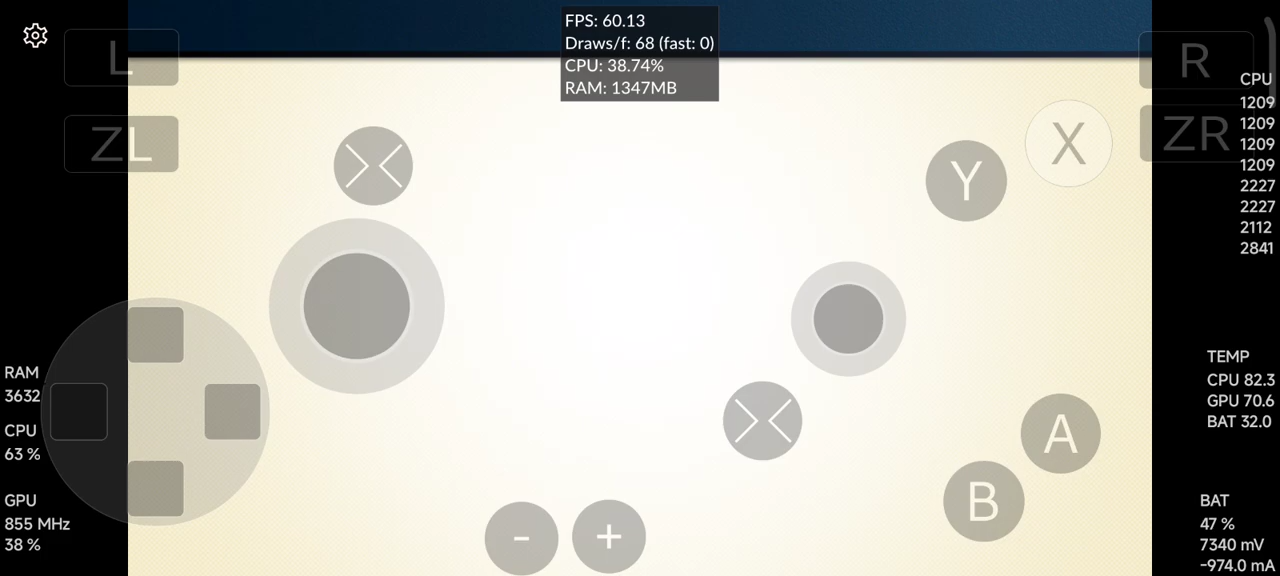 FPS: 60.13
Draws/f: 68 (fast: 0)
CPU: 38.74%
RAM: 1347MB
L
ZL
R
ZR
X
Y
A
B
-
+
CPU
1209
1209
1209
1209
2227
2227
2112
2841
RAM
3632
CPU
63 %
GPU
855 MHz
38 %
TEMP
CPU 82.3
GPU 70.6
BAT 32.0
BAT
47 %
7340 mV
-974.0 mA